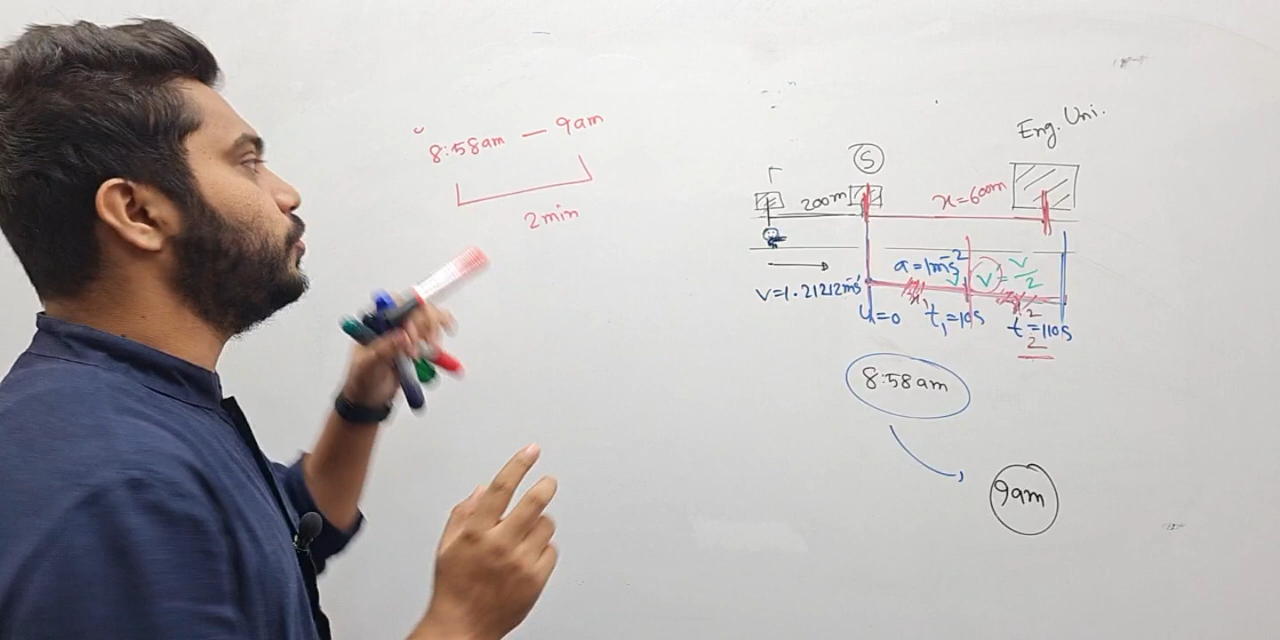 8:58am — 9am
2min
Eng. Uni.
S
200m
x=600m
a=1ms⁻²
v=1.21212ms⁻¹
v = v/2
u=0
t₁=10s
t₂=110s
x₂
8:58am
9am